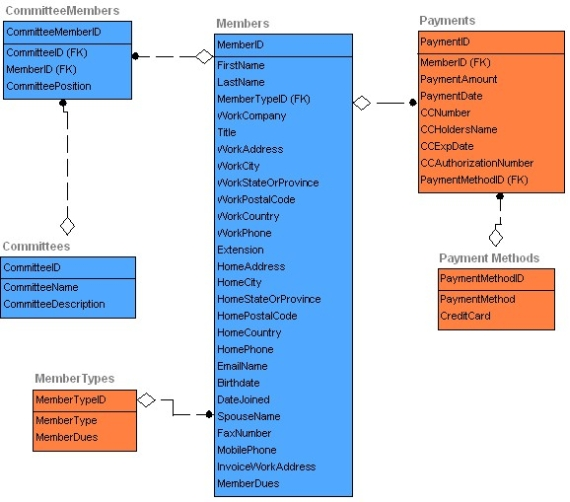 CommitteeMembers
CommitteeMemberID
CommitteeID (FK)
MemberID (FK)
CommitteePosition
Committees
CommitteeID
CommitteeName
CommitteeDescription
MemberTypes
MemberTypeID
MemberType
MemberDues
Members
MemberID
FirstName
LastName
MemberTypeID (FK)
WorkCompany
Title
WorkAddress
WorkCity
WorkStateOrProvince
WorkPostalCode
WorkCountry
WorkPhone
Extension
HomeAddress
HomeCity
HomeStateOrProvince
HomePostalCode
HomeCountry
HomePhone
EmailName
Birthdate
DateJoined
SpouseName
FaxNumber
MobilePhone
InvoiceWorkAddress
MemberDues
Payments
PaymentID
MemberID (FK)
PaymentAmount
PaymentDate
CCNumber
CCHoldersName
CCExpDate
CCAuthorizationNumber
PaymentMethodID (FK)
Payment Methods
PaymentMethodID
PaymentMethod
CreditCard